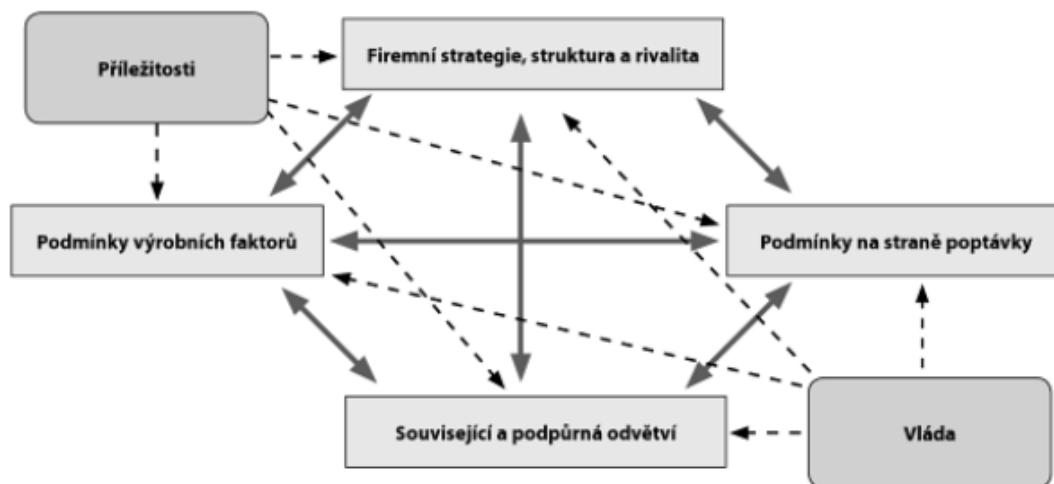 Příležitosti
Firemní strategie, struktura a rivalita
Podmínky výrobních faktorů
Podmínky na straně poptávky
Související a podpůrná odvětví
Vláda